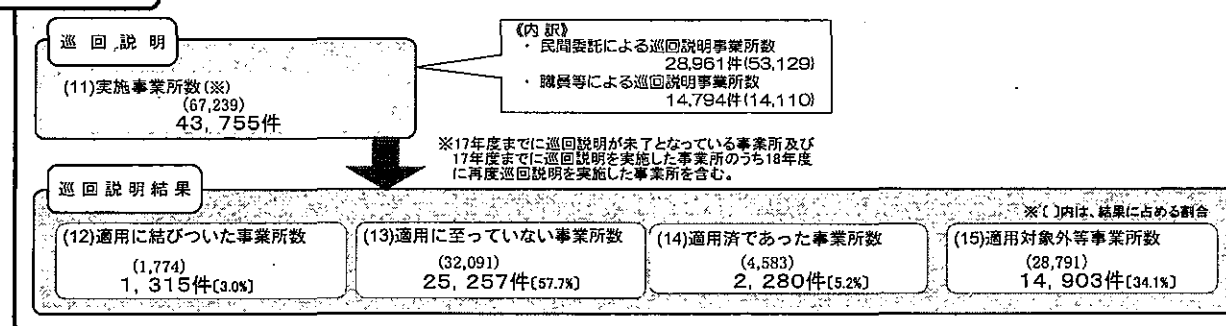 巡回説明
(11)実施事業所数(※)
(67,239)
43,755件
《内訳》
・ 民間委託による巡回説明事業所数
28,961件(53,129)
・ 職員等による巡回説明事業所数
14,794件(14,110)
※17年度までに巡回説明が未了となっている事業所及び
17年度までに巡回説明を実施した事業所のうち18年度
に再度巡回説明を実施した事業所を含む。
巡回説明結果
※〔 〕内は、結果に占める割合
(12)適用に結びついた事業所数
(1,774)
1,315件〔3.0%〕
(13)適用に至っていない事業所数
(32,091)
25,257件〔57.7%〕
(14)適用済であった事業所数
(4,583)
2,280件〔5.2%〕
(15)適用対象外等事業所数
(28,791)
14,903件〔34.1%〕